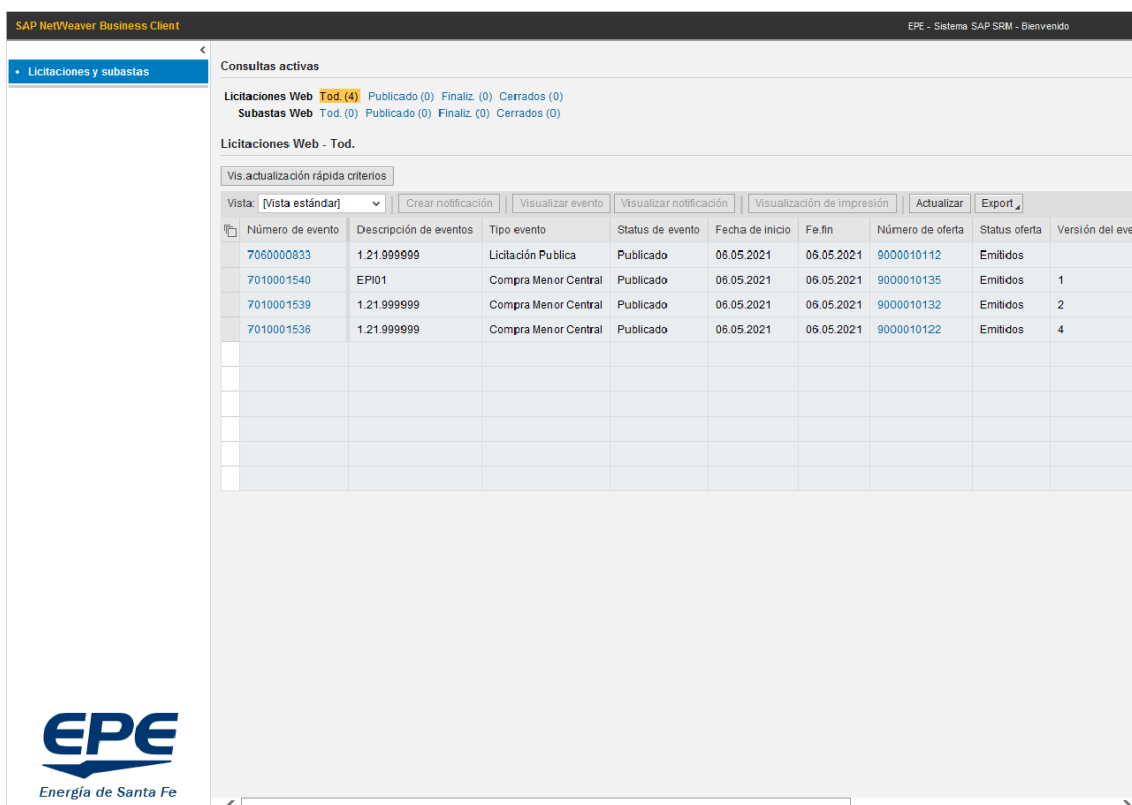 SAP NetWeaver Business Client
EPE - Sistema SAP SRM - Bienvenido
• Licitaciones y subastas
Consultas activas
Licitaciones Web Tod. (4) Publicado (0) Finaliz. (0) Cerrados (0)
Subastas Web Tod. (0) Publicado (0) Finaliz. (0) Cerrados (0)
Licitaciones Web - Tod.
Vis.actualización rápida criterios
Vista: [Vista estándar] Crear notificación Visualizar evento Visualizar notificación Visualización de impresión Actualizar Export
Número de evento Descripción de eventos Tipo evento Status de evento Fecha de inicio Fe.fin Número de oferta Status oferta Versión del eve
7060000833 1.21.999999 Licitación Publica Publicado 06.05.2021 06.05.2021 9000010112 Emitidos
7010001540 EPI01 Compra Menor Central Publicado 06.05.2021 06.05.2021 9000010135 Emitidos 1
7010001539 1.21.999999 Compra Menor Central Publicado 06.05.2021 06.05.2021 9000010132 Emitidos 2
7010001536 1.21.999999 Compra Menor Central Publicado 06.05.2021 06.05.2021 9000010122 Emitidos 4
EPE
Energía de Santa Fe